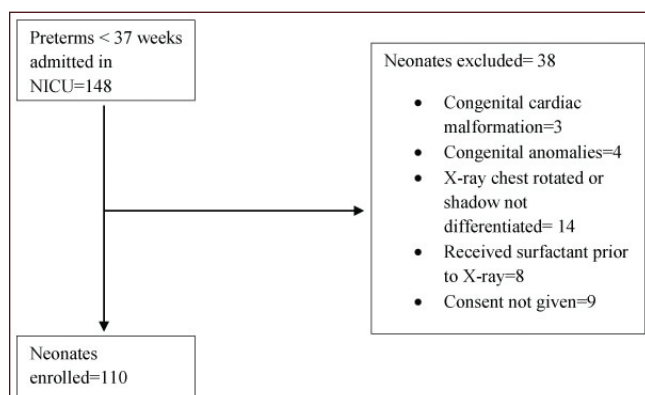 Preterms < 37 weeks
admitted in
NICU=148
Neonates excluded= 38
• Congenital cardiac
malformation=3
• Congenital anomalies=4
• X-ray chest rotated or
shadow not
differentiated= 14
• Received surfactant prior
to X-ray=8
• Consent not given=9
Neonates
enrolled=110